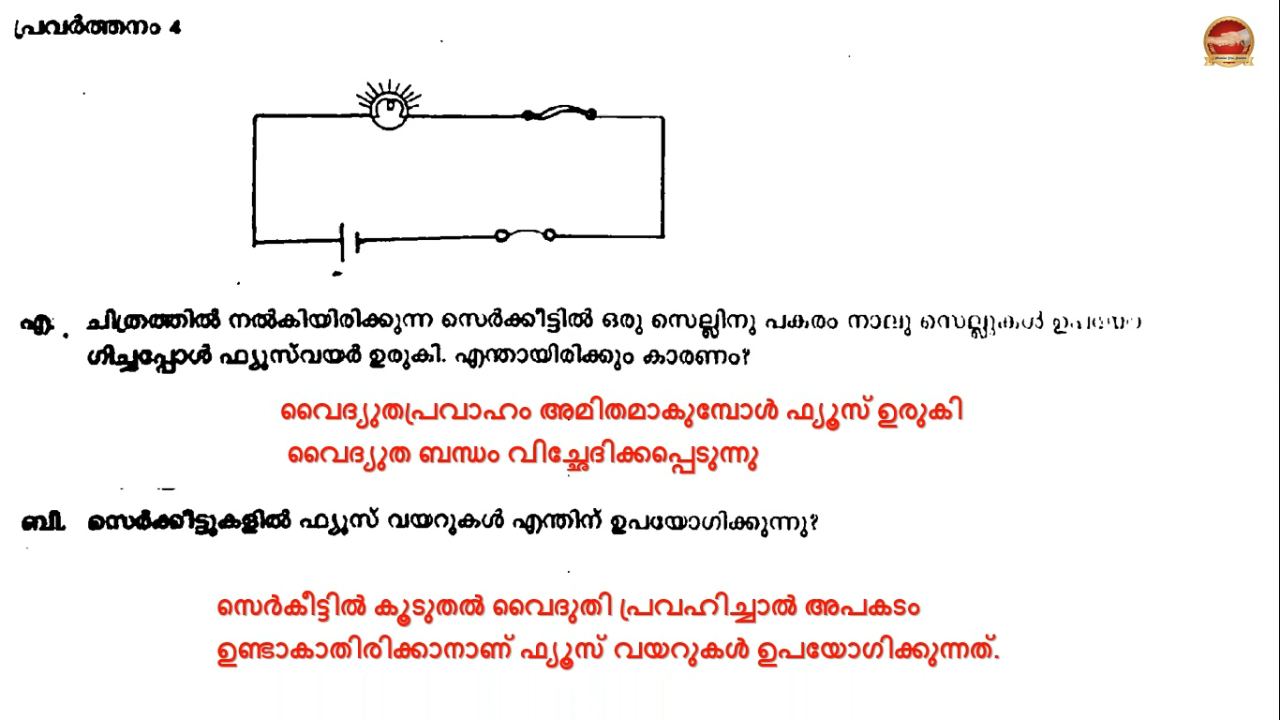 പ്രവർത്തനം 4
എ. ചിത്രത്തിൽ നൽകിയിരിക്കുന്ന സെർക്കീട്ടിൽ ഒരു സെല്ലിനു പകരം നാലു സെല്ലുകൾ ഉപയോ
ഗിച്ചപ്പോൾ ഫ്യൂസ്‌വയർ ഉരുകി. എന്തായിരിക്കും കാരണം?
വൈദ്യുതപ്രവാഹം അമിതമാകുമ്പോൾ ഫ്യൂസ് ഉരുകി
വൈദ്യുത ബന്ധം വിച്ഛേദിക്കപ്പെടുന്നു
ബീ. സെർക്കീട്ടുകളിൽ ഫ്യൂസ് വയറുകൾ എന്തിന് ഉപയോഗിക്കുന്നു?
സെർകീട്ടിൽ കൂടുതൽ വൈദുതി പ്രവഹിച്ചാൽ അപകടം
ഉണ്ടാകാതിരിക്കാനാണ് ഫ്യൂസ് വയറുകൾ ഉപയോഗിക്കുന്നത്.